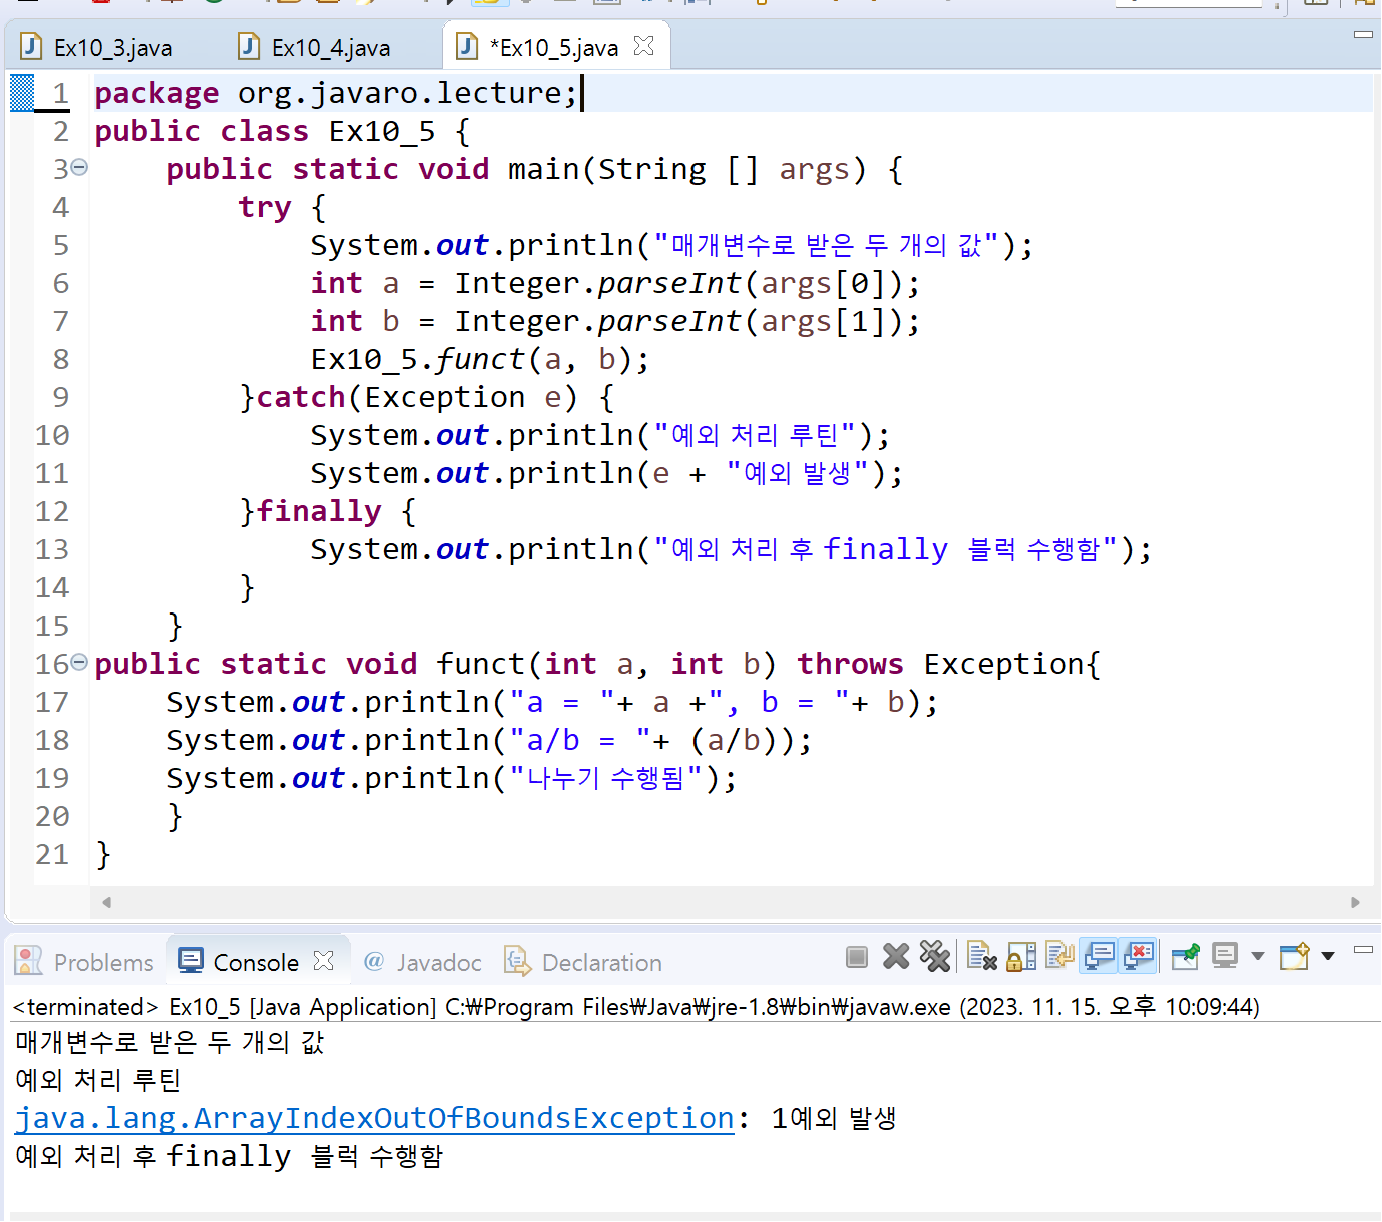 Ex10_3.java Ex10_4.java *Ex10_5.java
1 package org.javaro.lecture;
2 public class Ex10_5 {
3     public static void main(String [] args) {
4         try {
5             System.out.println("매개변수로 받은 두 개의 값");
6             int a = Integer.parseInt(args[0]);
7             int b = Integer.parseInt(args[1]);
8             Ex10_5.funct(a, b);
9         }catch(Exception e) {
10             System.out.println("예외 처리 루틴");
11             System.out.println(e + "예외 발생");
12         }finally {
13             System.out.println("예외 처리 후 finally 블럭 수행함");
14         }
15     }
16 public static void funct(int a, int b) throws Exception{
17     System.out.println("a = "+ a +", b = "+ b);
18     System.out.println("a/b = "+ (a/b));
19     System.out.println("나누기 수행됨");
20     }
21 }
Problems Console @ Javadoc Declaration
<terminated> Ex10_5 [Java Application] C:₩Program Files₩Java₩jre-1.8₩bin₩javaw.exe (2023. 11. 15. 오후 10:09:44)
매개변수로 받은 두 개의 값
예외 처리 루틴
java.lang.ArrayIndexOutOfBoundsException: 1예외 발생
예외 처리 후 finally 블럭 수행함